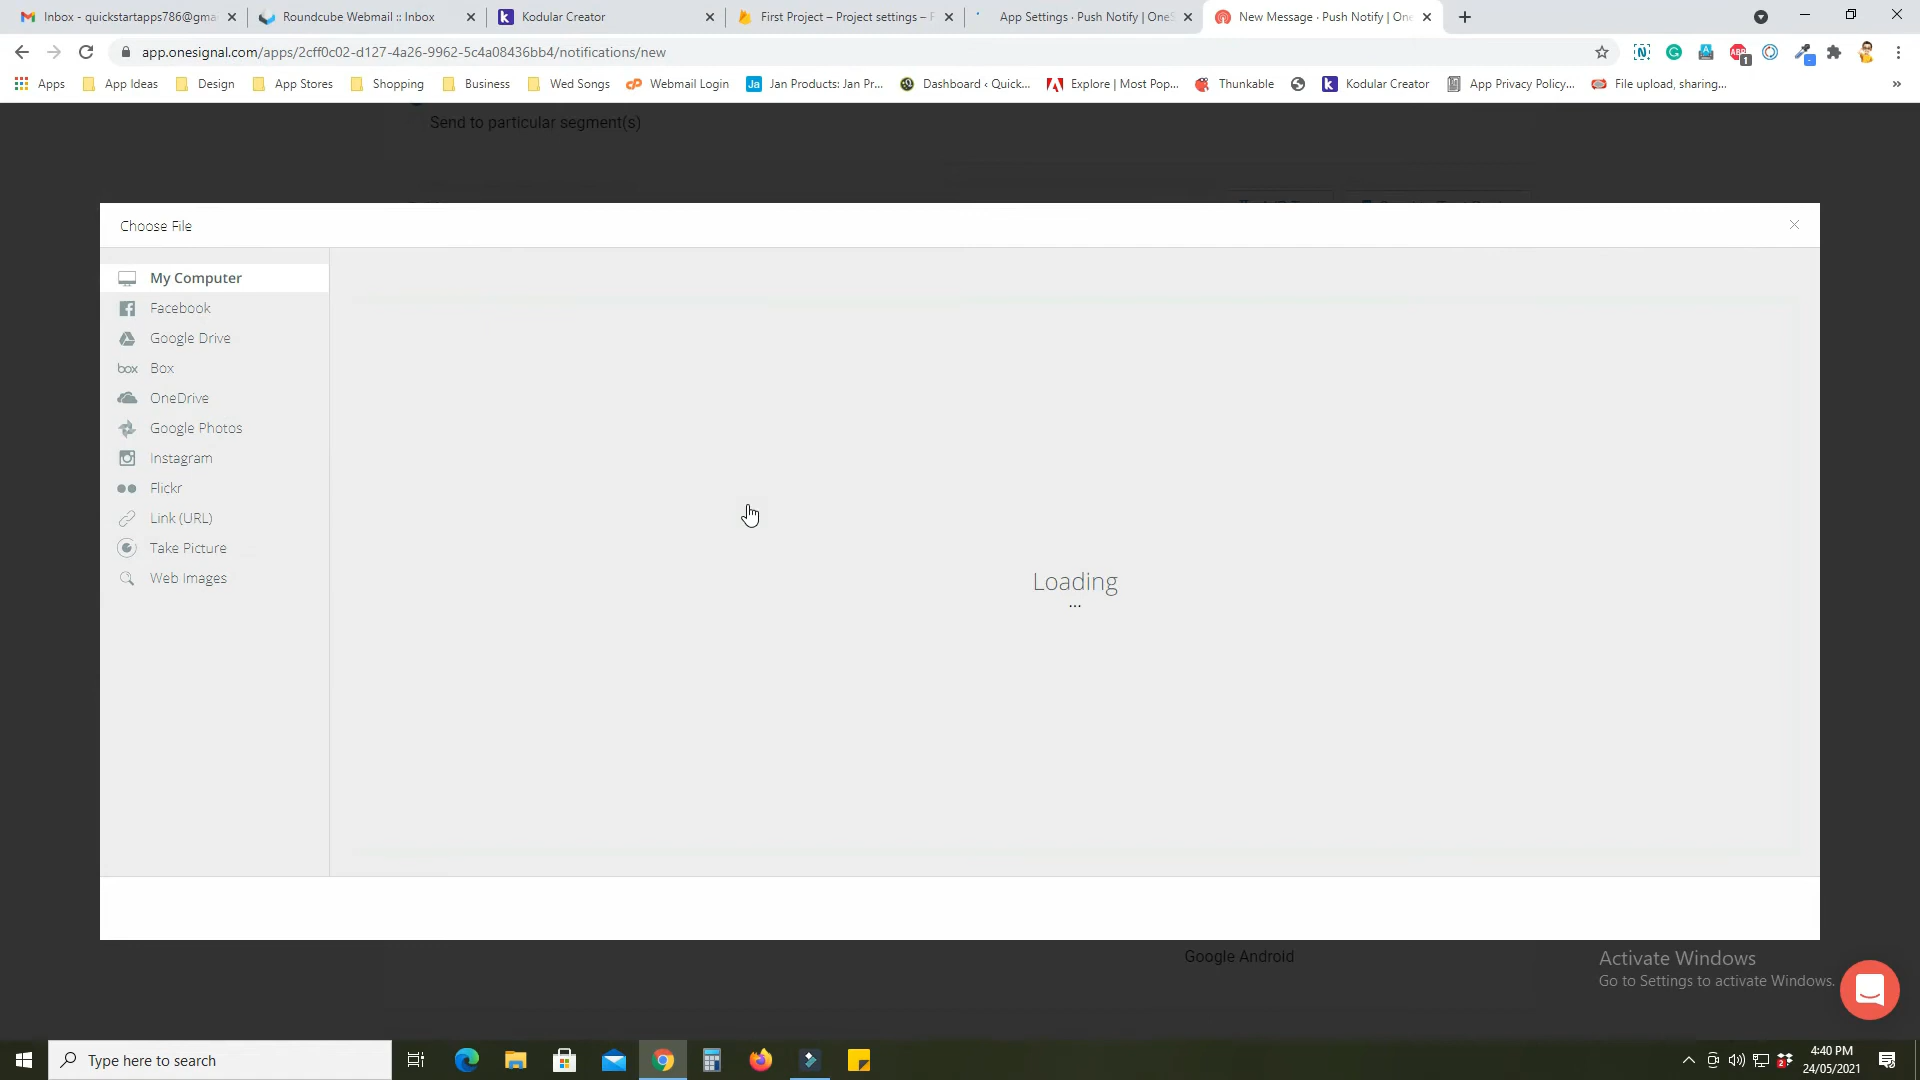 Inbox - quickstartapps786@gma
Roundcube Webmail :: Inbox
Kodular Creator
First Project – Project settings – F
App Settings · Push Notify | OneS
New Message · Push Notify | One
app.onesignal.com/apps/2cff0c02-d127-4a26-9962-5c4a08436bb4/notifications/new
Apps
App Ideas
Design
App Stores
Shopping
Business
Wed Songs
Webmail Login
Jan Products: Jan Pr...
Dashboard ‹ Quick...
Explore | Most Pop...
Thunkable
Kodular Creator
App Privacy Policy...
File upload, sharing...
»
Send to particular segment(s)
Choose File
My Computer
Facebook
Google Drive
box Box
OneDrive
Google Photos
Instagram
Flickr
Link (URL)
Take Picture
Web Images
Loading
...
Google Android
Activate Windows
Go to Settings to activate Windows.
Type here to search
4:40 PM
24/05/2021